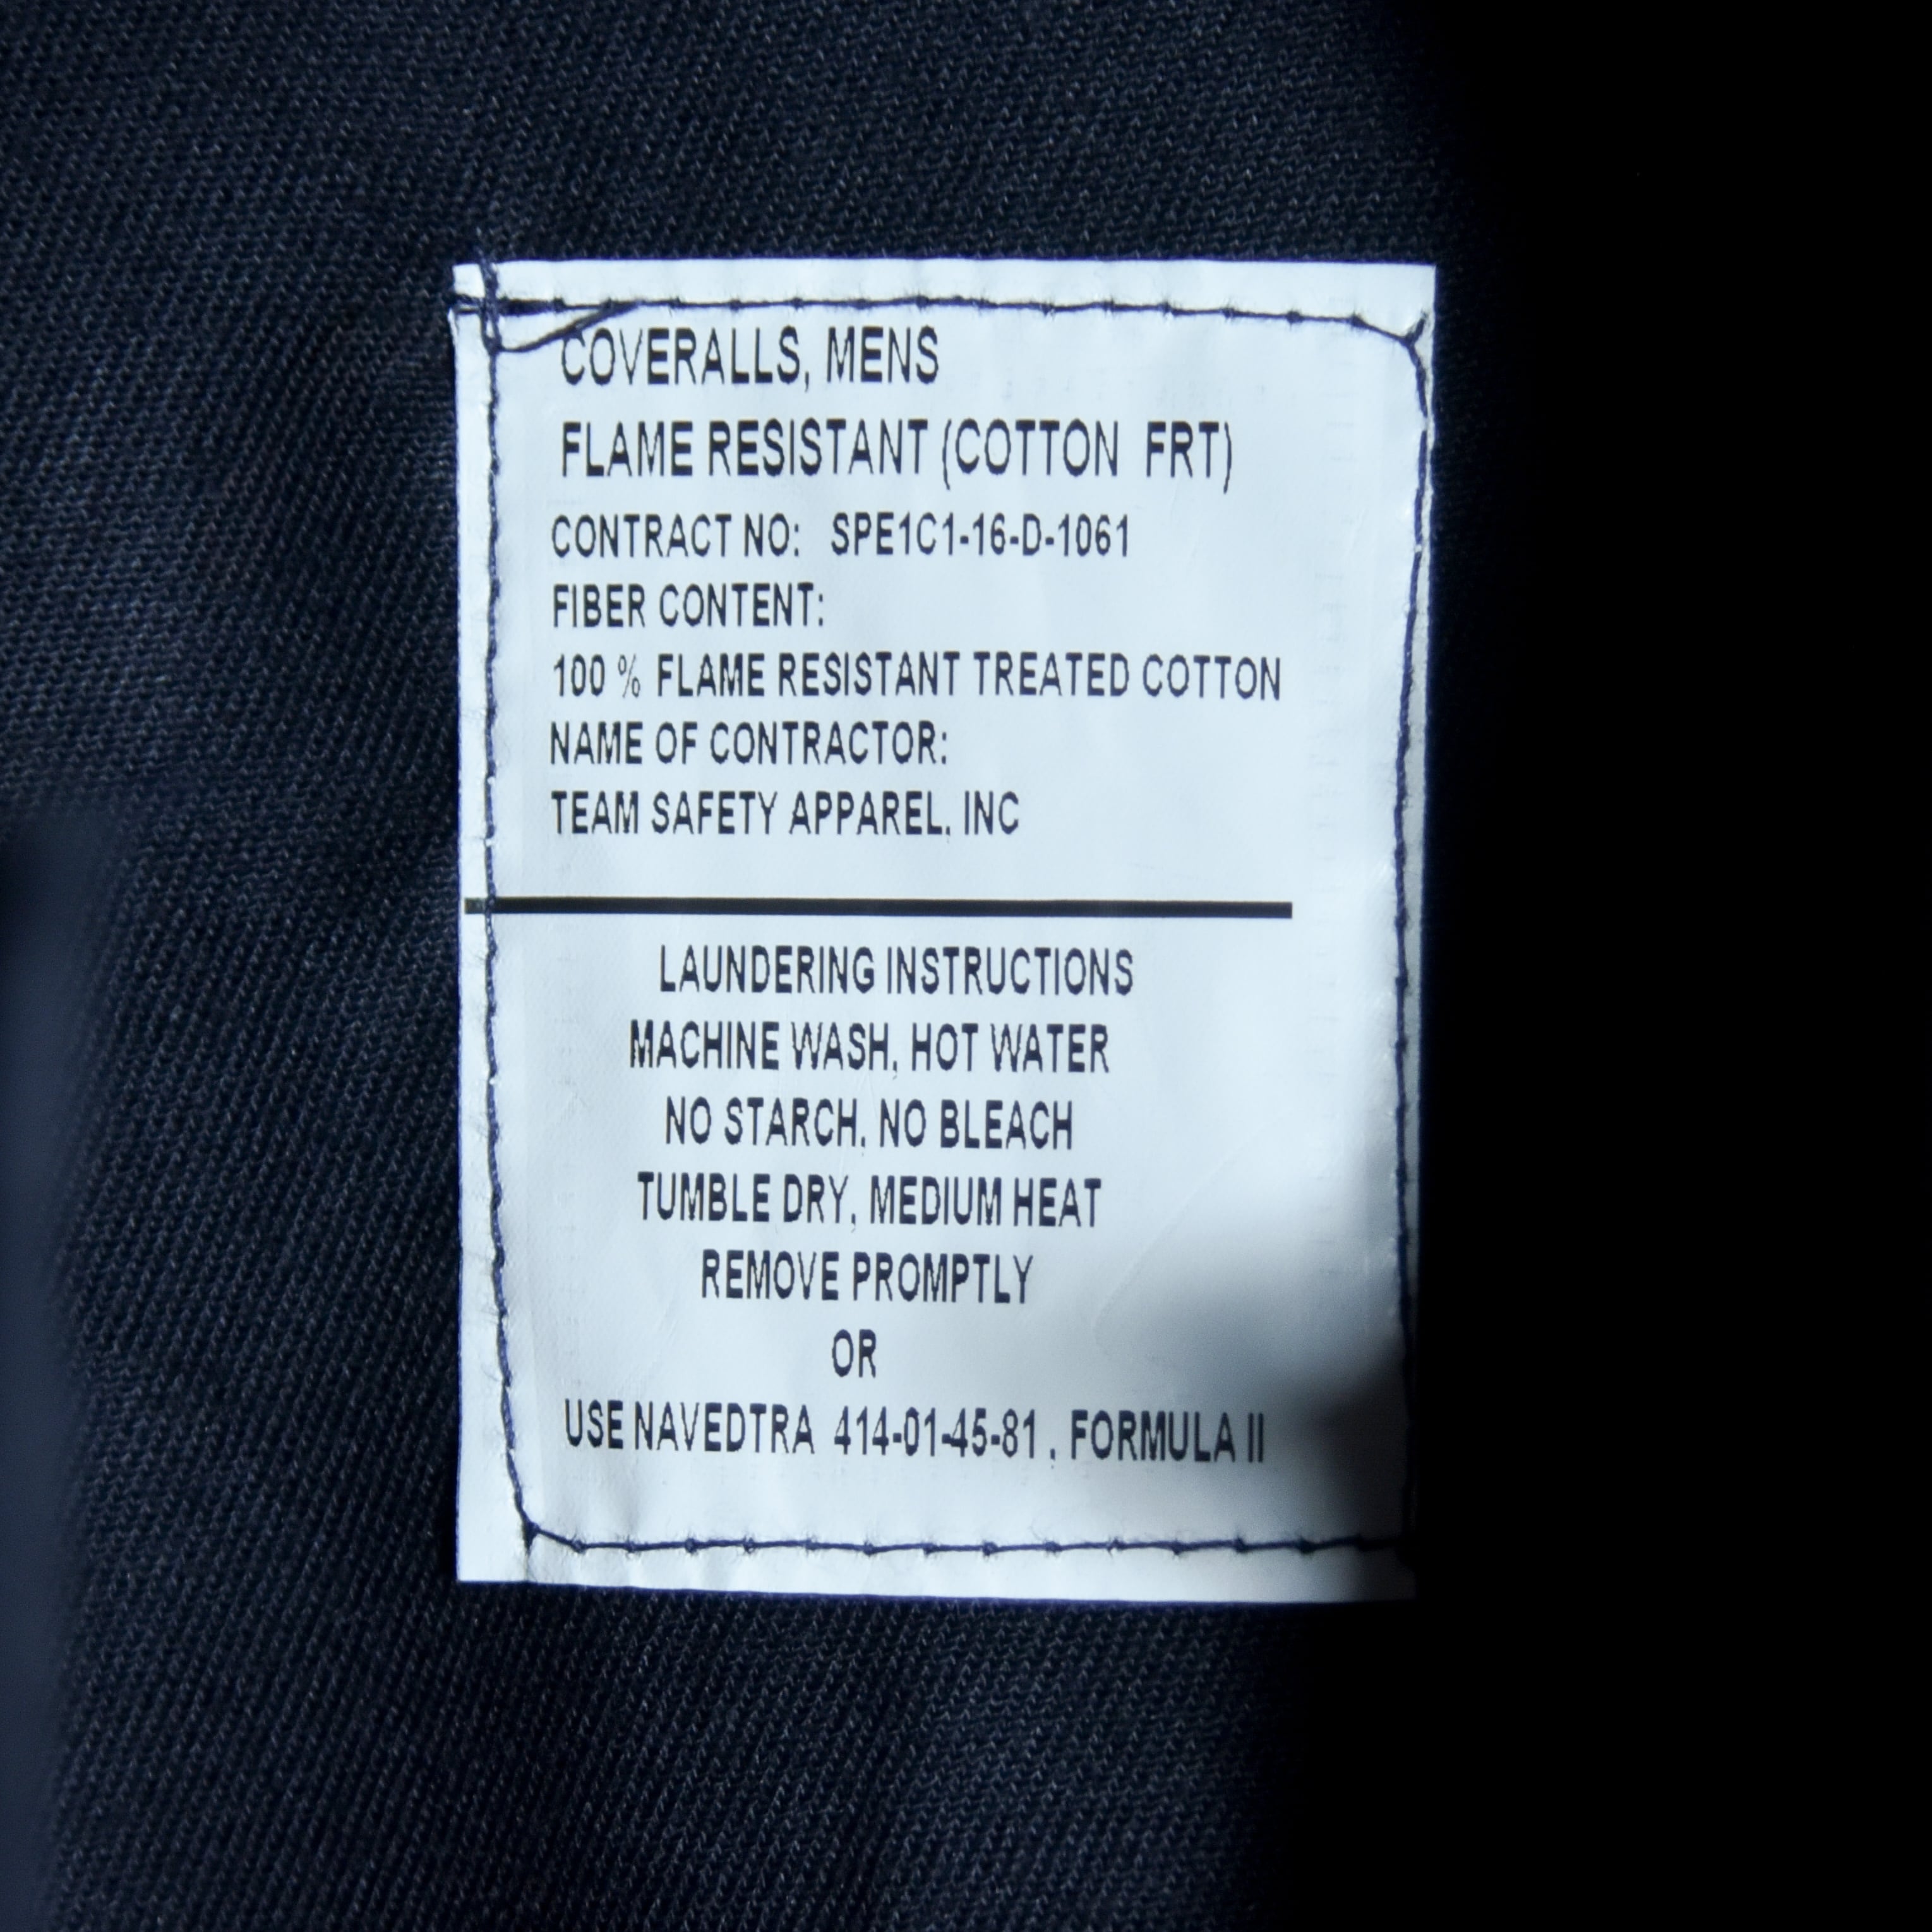 COVERALLS, MENS
FLAME RESISTANT (COTTON FRT)
CONTRACT NO: SPE1C1-16-D-1061
FIBER CONTENT:
100 % FLAME RESISTANT TREATED COTTON
NAME OF CONTRACTOR:
TEAM SAFETY APPAREL, INC
LAUNDERING INSTRUCTIONS
MACHINE WASH, HOT WATER
NO STARCH, NO BLEACH
TUMBLE DRY, MEDIUM HEAT
REMOVE PROMPTLY
OR
USE NAVEDTRA 414-01-45-81 , FORMULA II